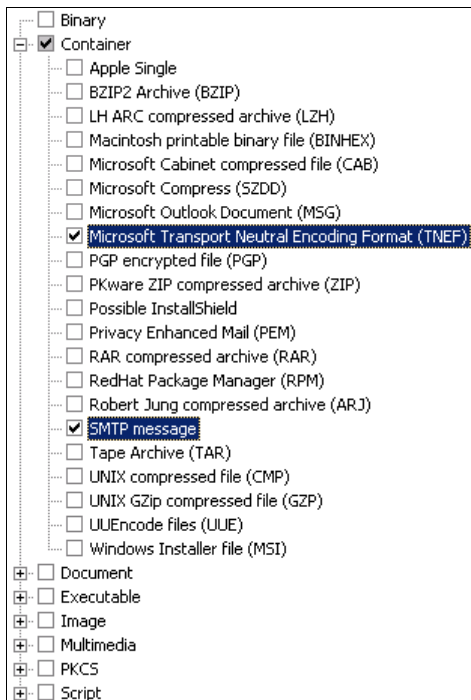 Binary
Container
Apple Single
BZIP2 Archive (BZIP)
LH ARC compressed archive (LZH)
Macintosh printable binary file (BINHEX)
Microsoft Cabinet compressed file (CAB)
Microsoft Compress (SZDD)
Microsoft Outlook Document (MSG)
Microsoft Transport Neutral Encoding Format (TNEF)
PGP encrypted file (PGP)
PKware ZIP compressed archive (ZIP)
Possible InstallShield
Privacy Enhanced Mail (PEM)
RAR compressed archive (RAR)
RedHat Package Manager (RPM)
Robert Jung compressed archive (ARJ)
SMTP message
Tape Archive (TAR)
UNIX compressed file (CMP)
UNIX GZip compressed file (GZP)
UUEncode files (UUE)
Windows Installer file (MSI)
Document
Executable
Image
Multimedia
PKCS
Script